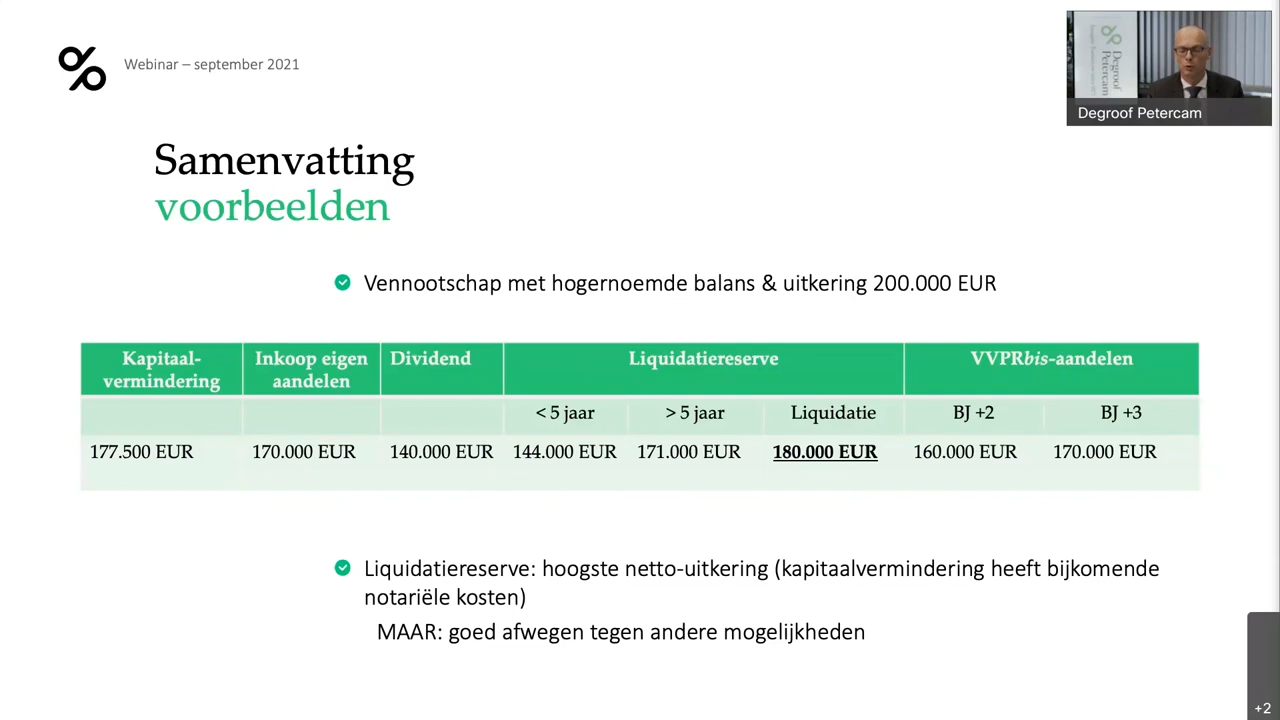 Webinar – september 2021
Degroof
Petercam
Degroof Petercam
Samenvatting
voorbeelden
Vennootschap met hogernoemde balans & uitkering 200.000 EUR
Kapitaal-
vermindering
Inkoop eigen
aandelen
Dividend
Liquidatiereserve
VVPRbis-aandelen
< 5 jaar
> 5 jaar
Liquidatie
BJ +2
BJ +3
177.500 EUR
170.000 EUR
140.000 EUR
144.000 EUR
171.000 EUR
180.000 EUR
160.000 EUR
170.000 EUR
Liquidatiereserve: hoogste netto-uitkering (kapitaalvermindering heeft bijkomende
notariële kosten)
MAAR: goed afwegen tegen andere mogelijkheden
+2